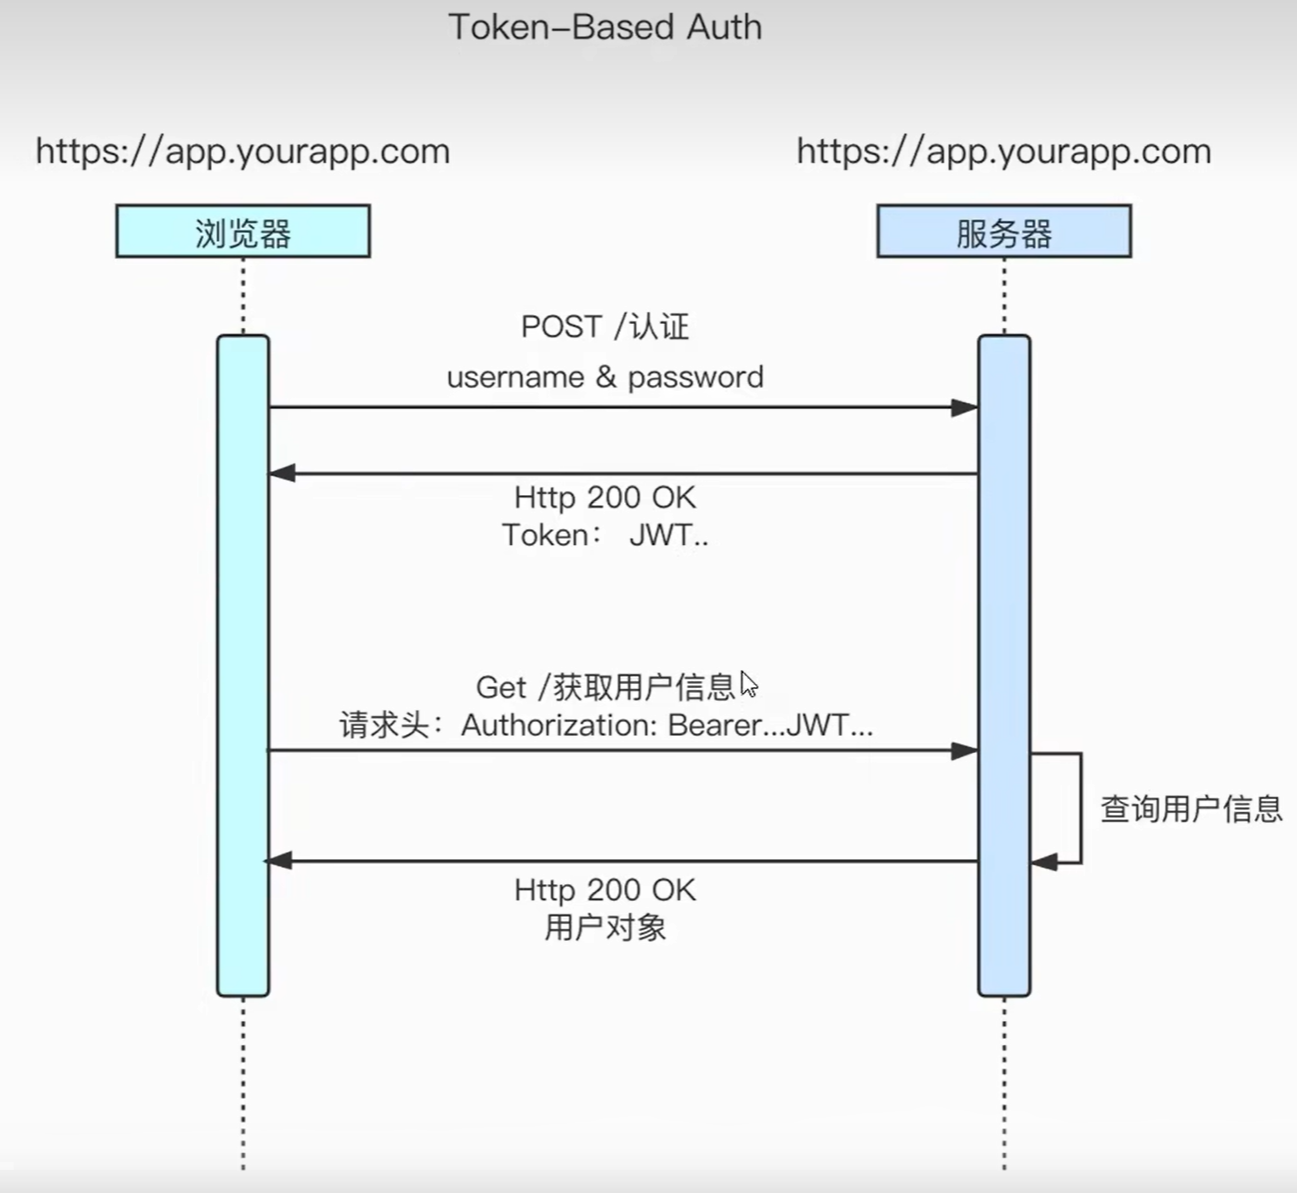 Token-Based Auth
https://app.yourapp.com
https://app.yourapp.com
浏览器
服务器
POST /认证
username & password
Http 200 OK
Token： JWT..
Get /获取用户信息
请求头：Authorization: Bearer...JWT...
查询用户信息
Http 200 OK
用户对象